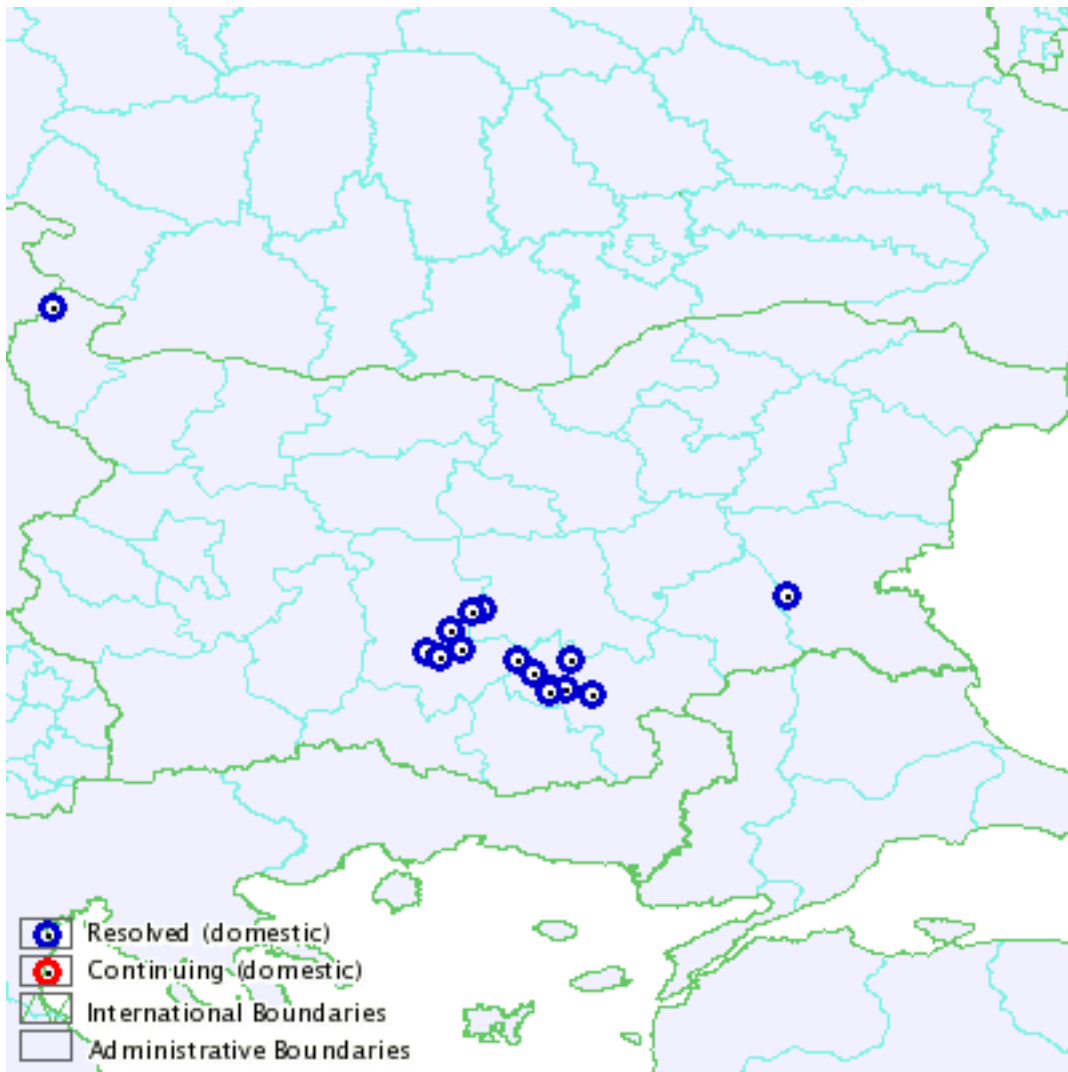 Resolved (domestic)
Continuing (domestic)
International Boundaries
Administrative Boundaries